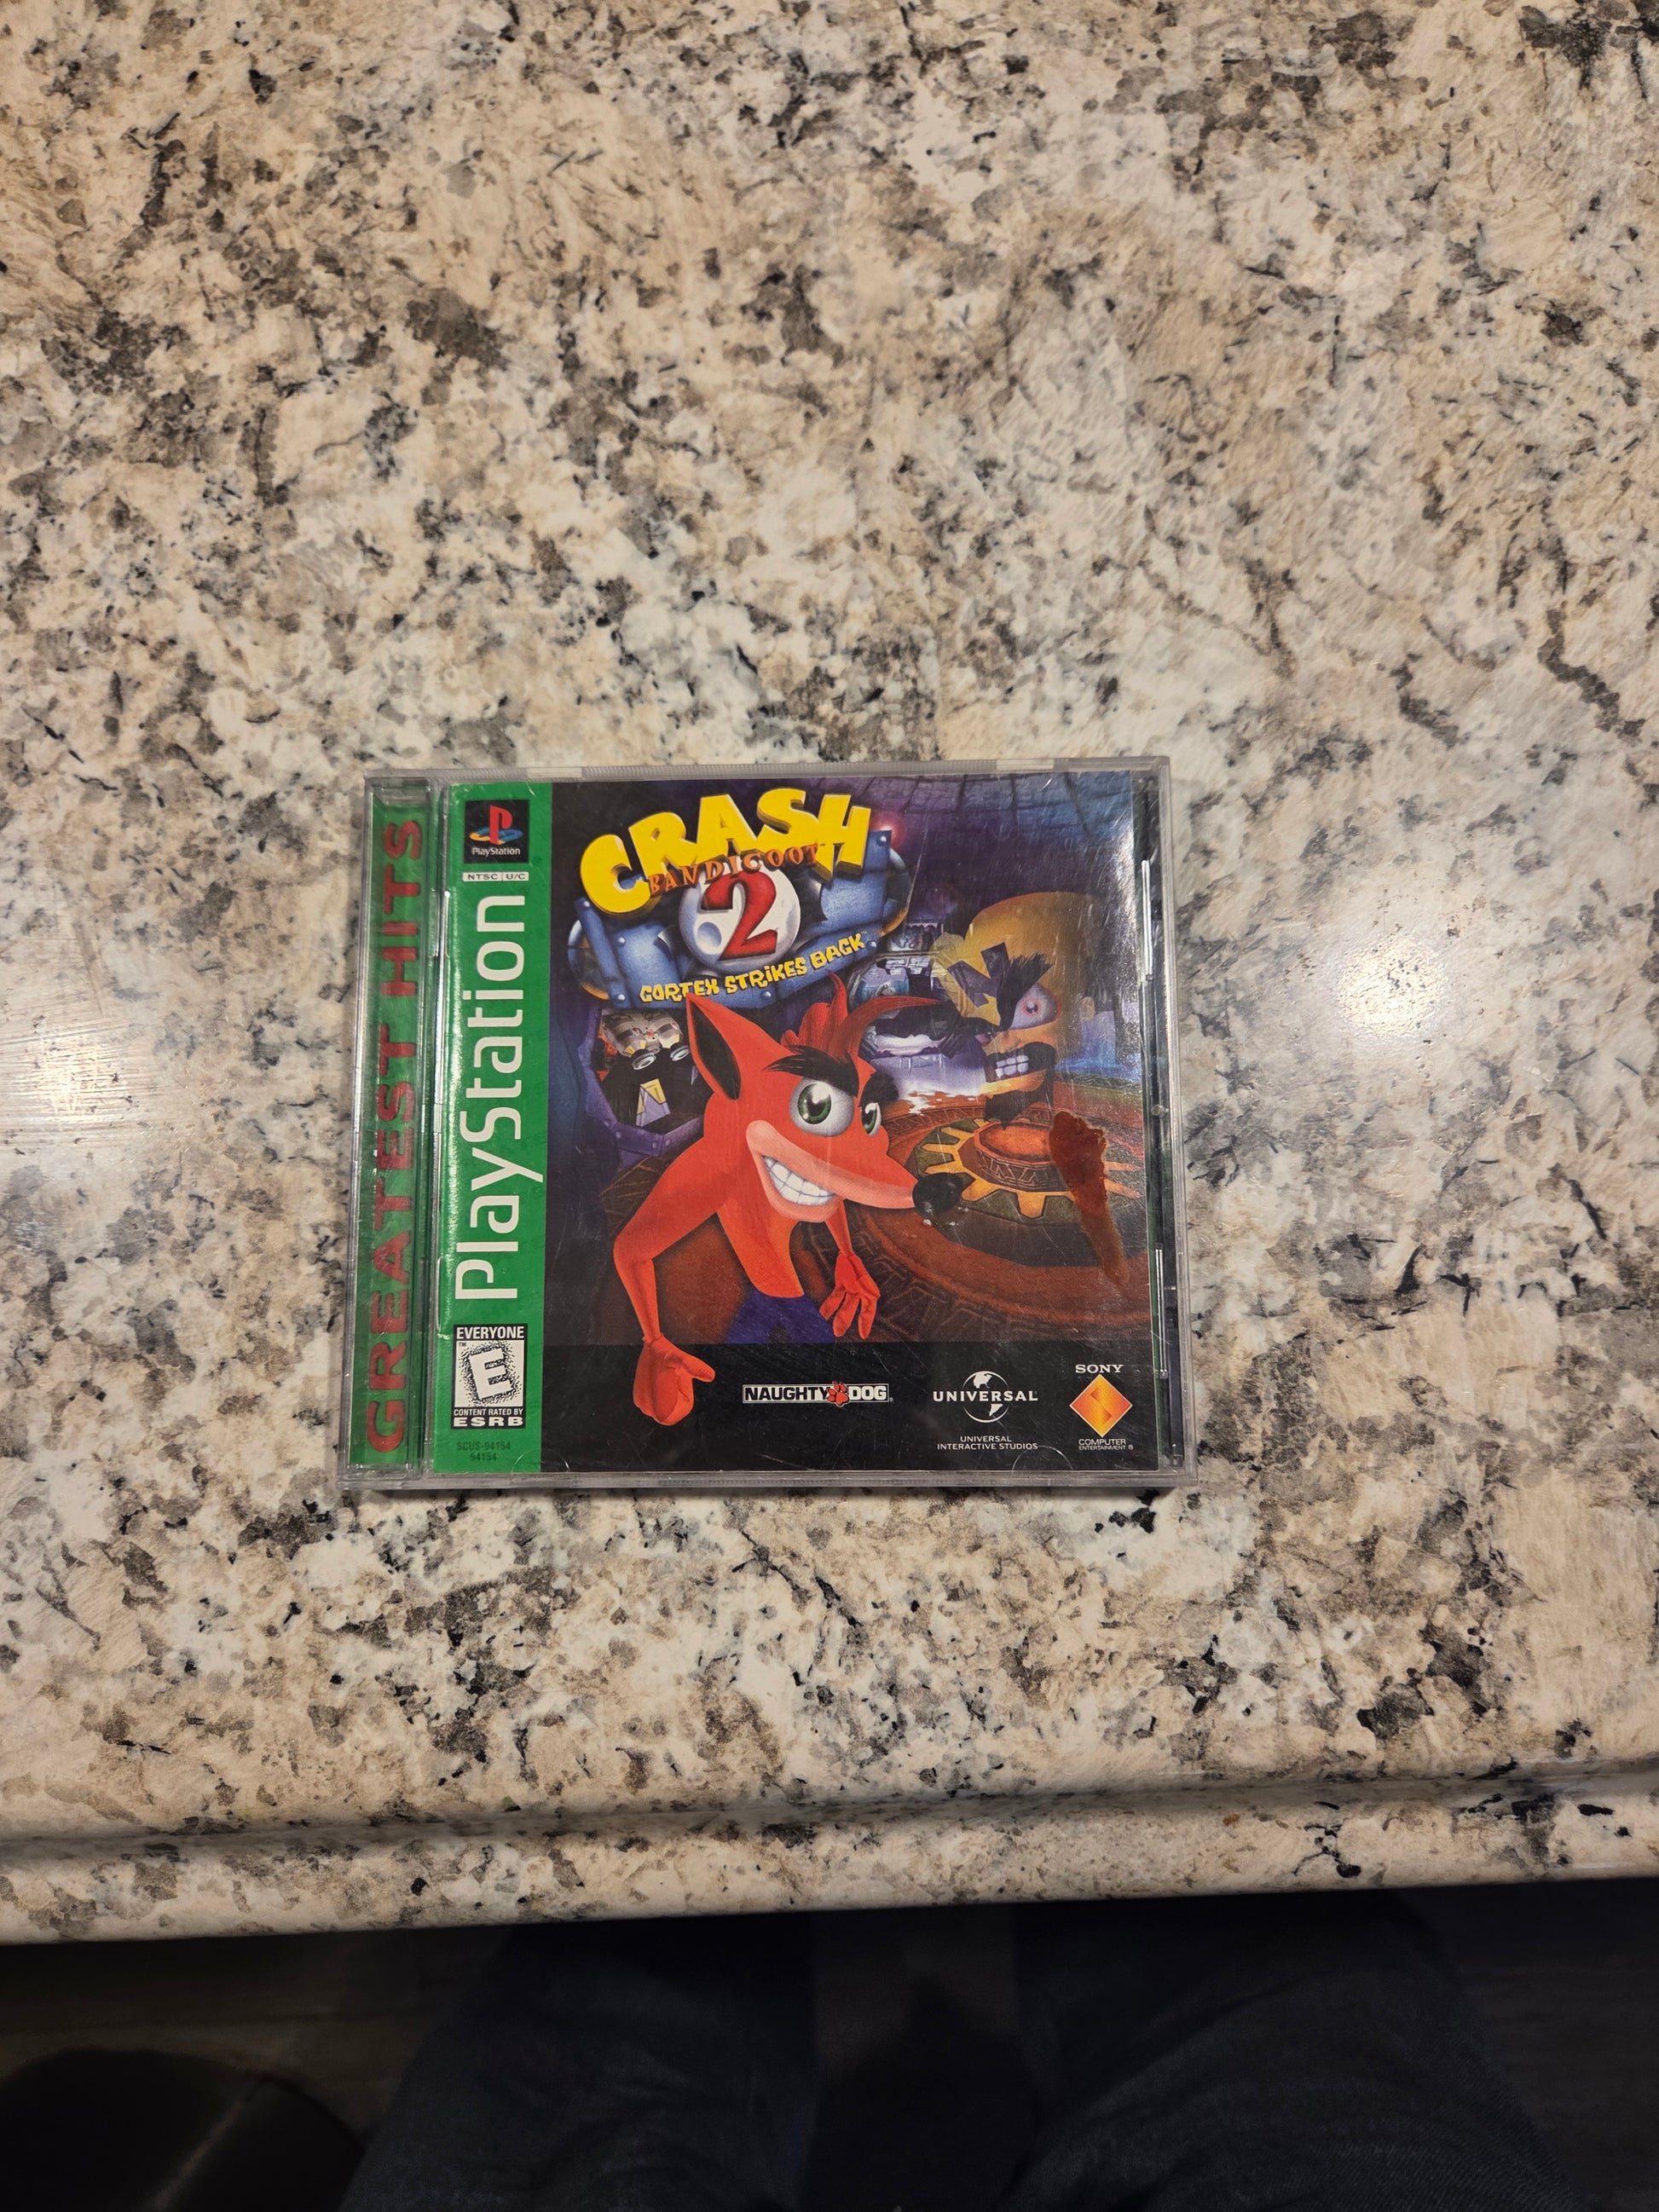 GREATEST HITS
PlayStation
NTSC U/C
PlayStation
EVERYONE
E
CONTENT RATED BY
ESRB
SCUS-94154
94154
CRASH
BANDICOOT
2
CORTEX STRIKES BACK™
NAUGHTY DOG
UNIVERSAL
UNIVERSAL
INTERACTIVE STUDIOS
SONY
COMPUTER
ENTERTAINMENT®